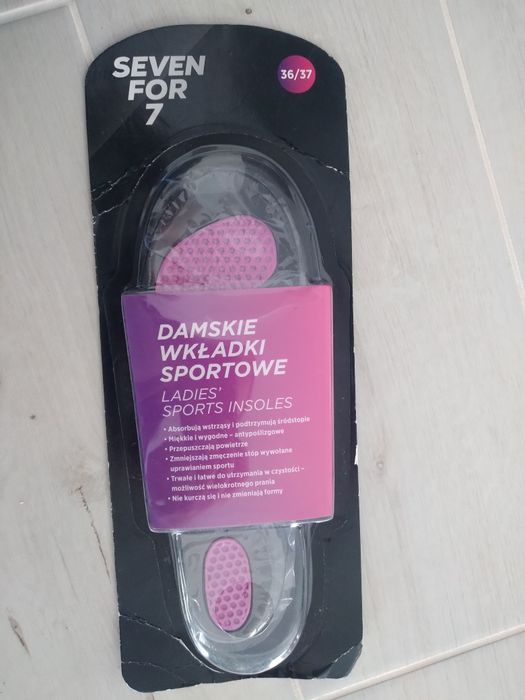 SEVEN
FOR
7
36/37
DAMSKIE
WKŁADKI
SPORTOWE
LADIES'
SPORTS INSOLES
• Absorbują wstrząsy i podtrzymują śródstopie
• Miękkie i wygodne – antypoślizgowe
• Przepuszczają powietrze
• Zmniejszają zmęczenie stóp wywołane
uprawianiem sportu
• Trwałe i łatwe do utrzymania w czystości –
możliwość wielokrotnego prania
• Nie kurczą się i nie zmieniają formy